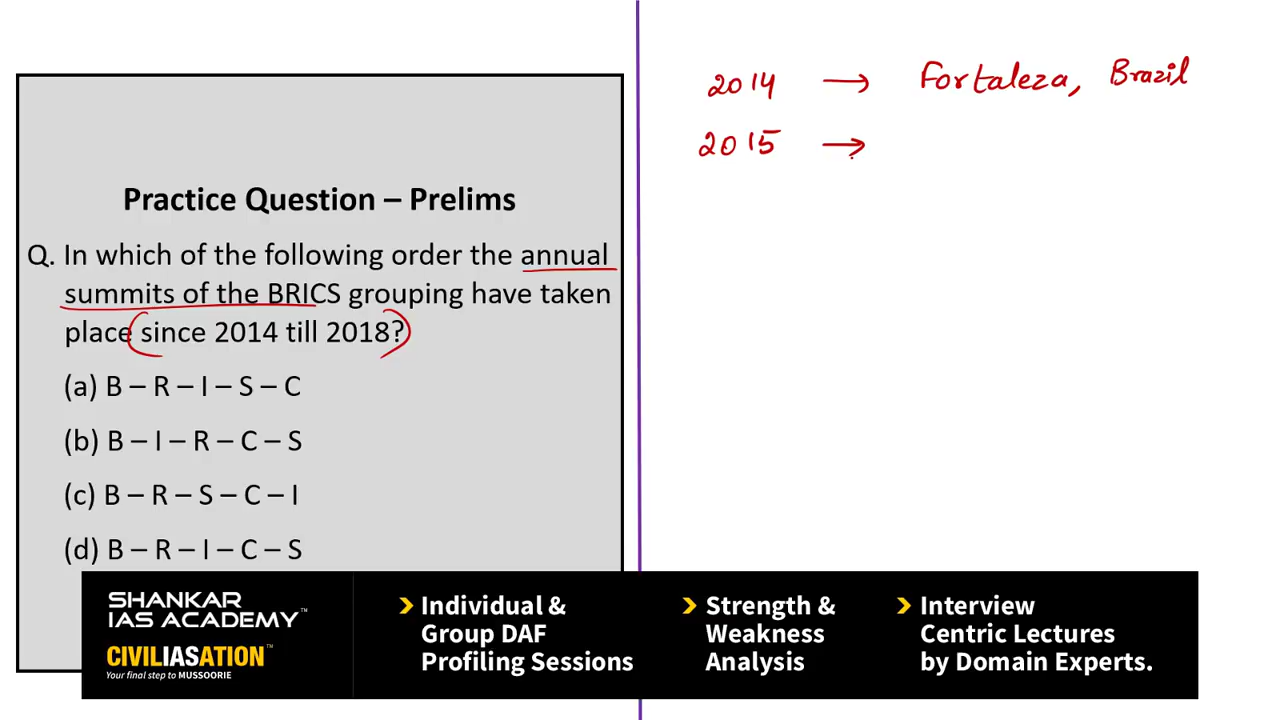 Practice Question – Prelims
Q. In which of the following order the annual
summits of the BRICS grouping have taken
place since 2014 till 2018?
(a) B – R – I – S – C
(b) B – I – R – C – S
(c) B – R – S – C – I
(d) B – R – I – C – S
2014 → Fortaleza, Brazil
2015 →
SHANKAR
IAS ACADEMY™
CIVILIASATION™
Your final step to MUSSOORIE
Individual &
Group DAF
Profiling Sessions
Strength &
Weakness
Analysis
Interview
Centric Lectures
by Domain Experts.